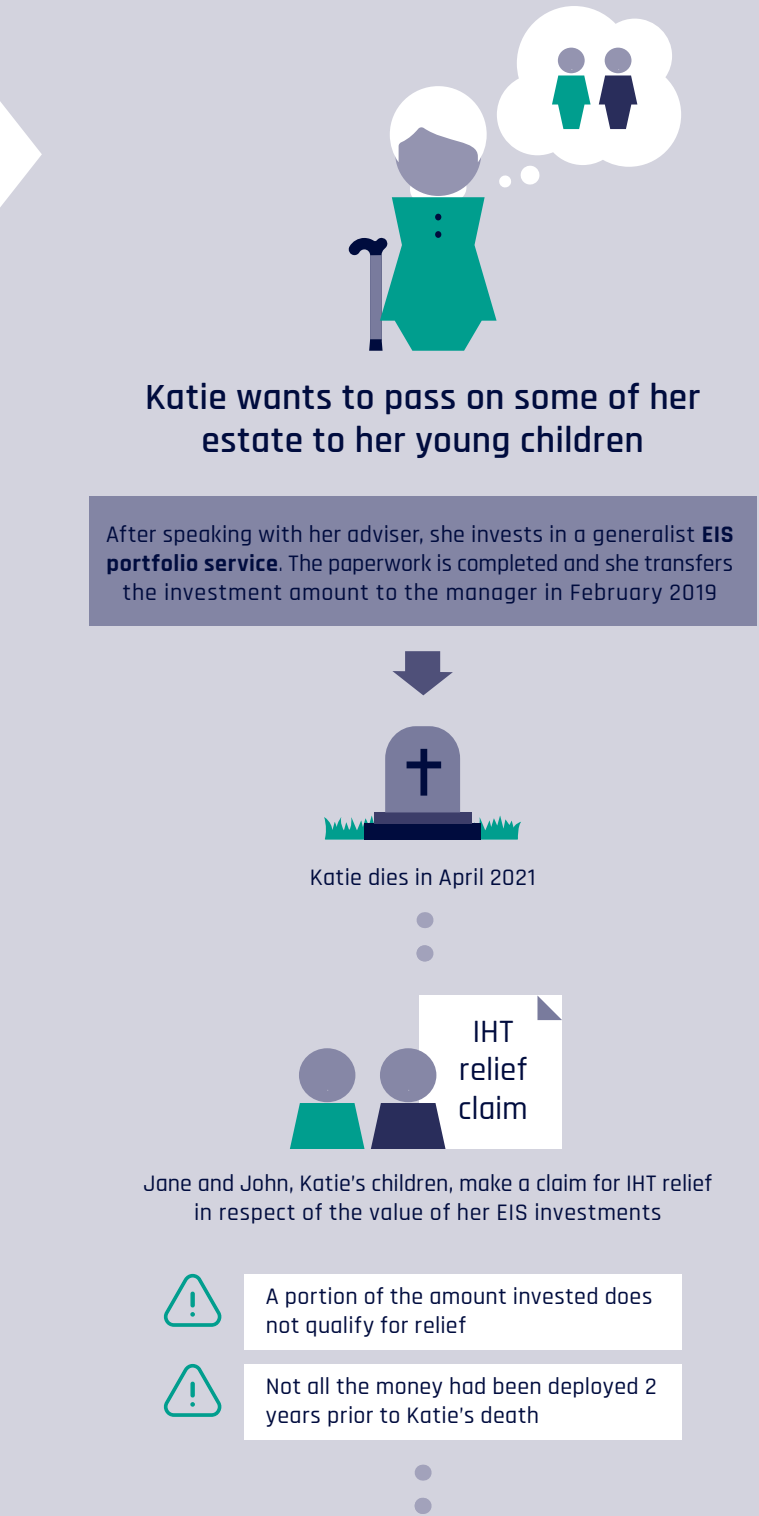 Katie wants to pass on some of her
estate to her young children
After speaking with her adviser, she invests in a generalist EIS
portfolio service. The paperwork is completed and she transfers
the investment amount to the manager in February 2019
Katie dies in April 2021
IHT
relief
claim
Jane and John, Katie’s children, make a claim for IHT relief
in respect of the value of her EIS investments
A portion of the amount invested does
not qualify for relief
Not all the money had been deployed 2
years prior to Katie’s death